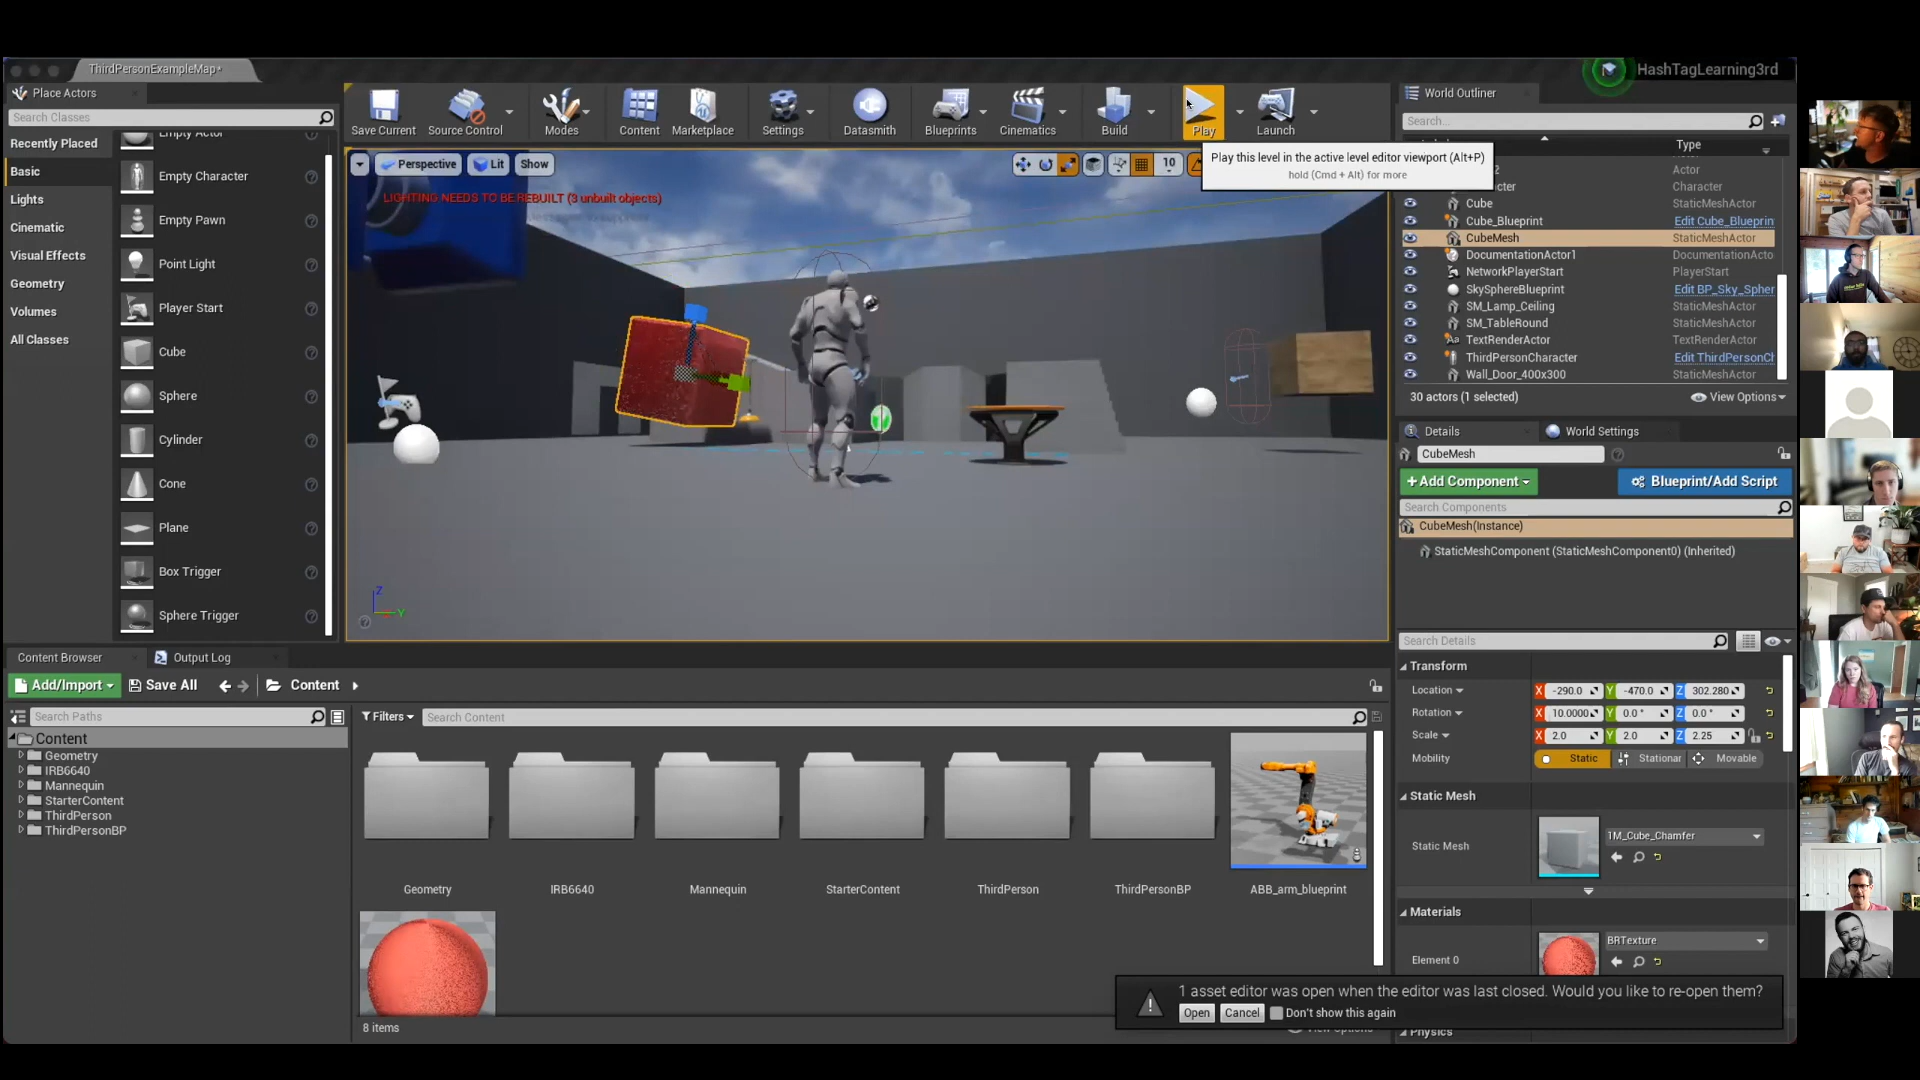 ThirdPersonExampleMap*
HashTagLearning3rd
Place Actors
Search Classes
Recently Placed
Basic
Lights
Cinematic
Visual Effects
Geometry
Volumes
All Classes
Empty Actor
Empty Character
Empty Pawn
Point Light
Player Start
Cube
Sphere
Cylinder
Cone
Plane
Box Trigger
Sphere Trigger
Save Current
Source Control
Modes
Content
Marketplace
Settings
Datasmith
Blueprints
Cinematics
Build
Play
Launch
Perspective
Lit
Show
10
LIGHTING NEEDS TO BE REBUILT (3 unbuilt objects)
Play this level in the active level editor viewport (Alt+P)
hold (Cmd + Alt) for more
Z
Y
World Outliner
Search...
Type
Actor
Character
Cube StaticMeshActor
Cube_Blueprint Edit Cube_Blueprin
CubeMesh StaticMeshActor
DocumentationActor1 DocumentationActo
NetworkPlayerStart PlayerStart
SkySphereBlueprint Edit BP_Sky_Spher
SM_Lamp_Ceiling StaticMeshActor
SM_TableRound StaticMeshActor
TextRenderActor TextRenderActor
ThirdPersonCharacter Edit ThirdPersonCh
Wall_Door_400x300 StaticMeshActor
30 actors (1 selected)
View Options
Details
World Settings
CubeMesh
+Add Component
Blueprint/Add Script
Search Components
CubeMesh(Instance)
StaticMeshComponent (StaticMeshComponent0) (Inherited)
Search Details
Transform
Location X -290.0 Y -470.0 Z 302.280
Rotation X 10.0000 Y 0.0 ° Z 0.0 °
Scale X 2.0 Y 2.0 Z 2.25
Mobility Static Stationar Movable
Static Mesh
Static Mesh
1M_Cube_Chamfer
Materials
Element 0
BRTexture
Physics
Content Browser
Output Log
Add/Import
Save All
Content
Search Paths
Filters
Search Content
Content
Geometry
IRB6640
Mannequin
StarterContent
ThirdPerson
ThirdPersonBP
Geometry
IRB6640
Mannequin
StarterContent
ThirdPerson
ThirdPersonBP
ABB_arm_blueprint
8 items
View Options
1 asset editor was open when the editor was last closed. Would you like to re-open them?
Open
Cancel
Don't show this again